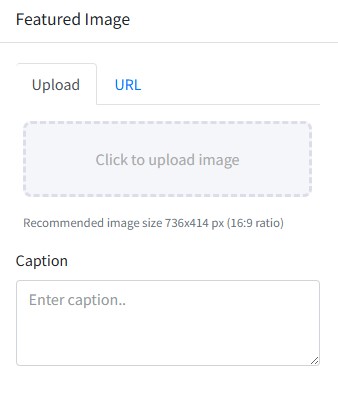 Featured Image
Upload URL
Click to upload image
Recommended image size 736x414 px (16:9 ratio)
Caption
Enter caption..